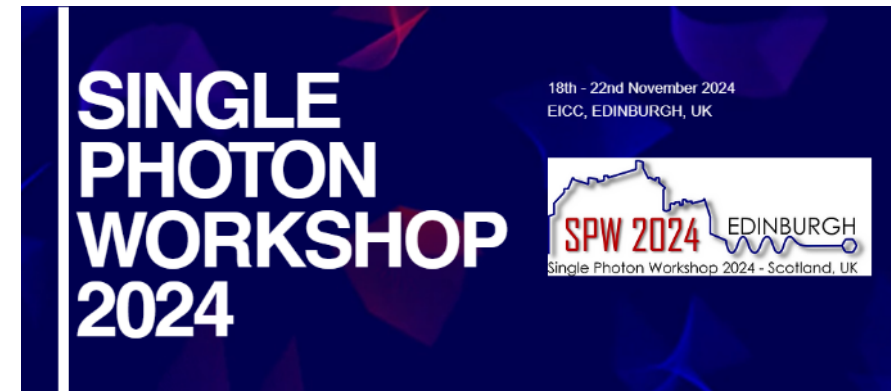 SINGLE
PHOTON
WORKSHOP
2024
18th - 22nd November 2024
EICC, EDINBURGH, UK
SPW 2024 EDINBURGH
Single Photon Workshop 2024 - Scotland, UK